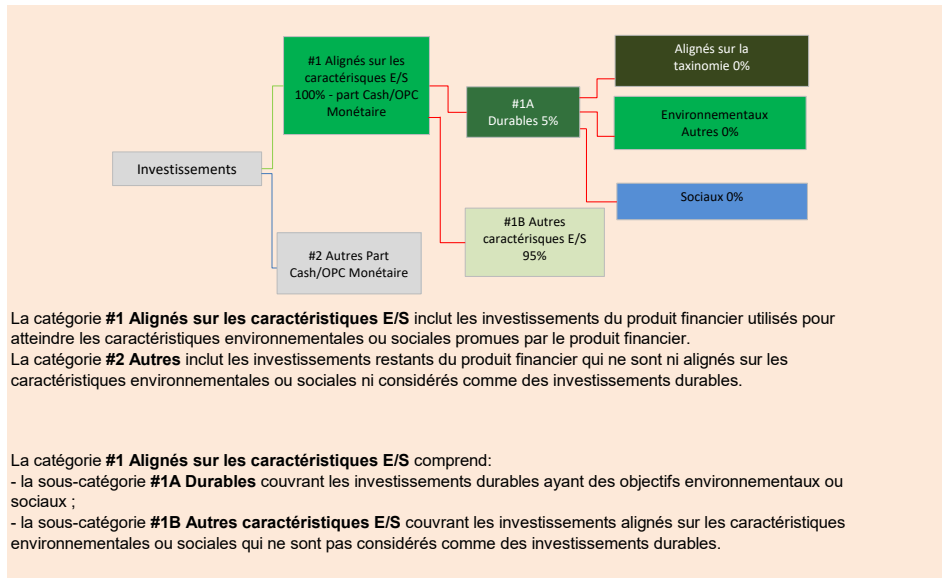 #1 Alignés sur les
caractérisques E/S
100% - part Cash/OPC
Monétaire
Alignés sur la
taxinomie 0%
#1A
Durables 5%
Environnementaux
Autres 0%
Investissements
Sociaux 0%
#1B Autres
caractérisques E/S
95%
#2 Autres Part
Cash/OPC Monétaire
La catégorie #1 Alignés sur les caractéristiques E/S inclut les investissements du produit financier utilisés pour
atteindre les caractéristiques environnementales ou sociales promues par le produit financier.
La catégorie #2 Autres inclut les investissements restants du produit financier qui ne sont ni alignés sur les
caractéristiques environnementales ou sociales ni considérés comme des investissements durables.
La catégorie #1 Alignés sur les caractéristiques E/S comprend:
- la sous-catégorie #1A Durables couvrant les investissements durables ayant des objectifs environnementaux ou
sociaux ;
- la sous-catégorie #1B Autres caractéristiques E/S couvrant les investissements alignés sur les caractéristiques
environnementales ou sociales qui ne sont pas considérés comme des investissements durables.